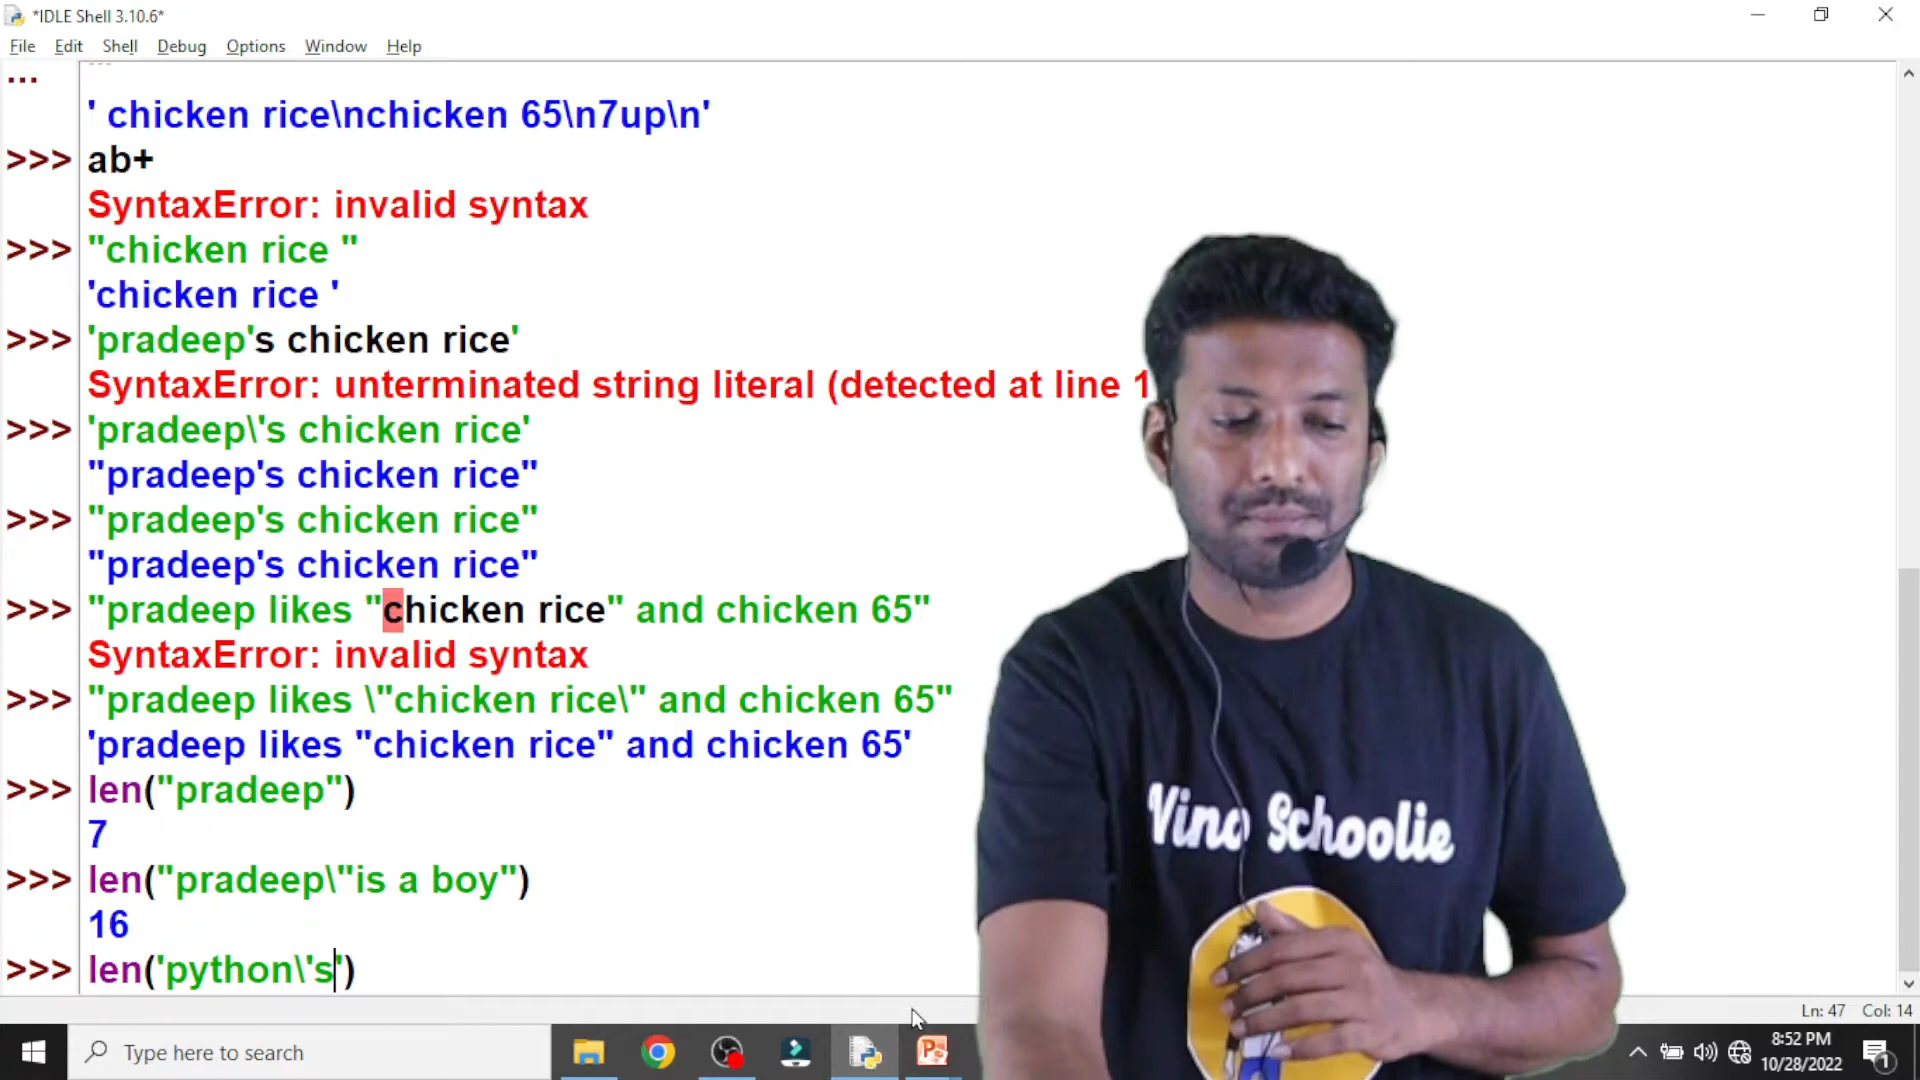 *IDLE Shell 3.10.6*
File Edit Shell Debug Options Window Help
...
' chicken rice\nchicken 65\n7up\n'
>>> ab+
SyntaxError: invalid syntax
>>> "chicken rice "
'chicken rice '
>>> 'pradeep's chicken rice'
SyntaxError: unterminated string literal (detected at line 1
>>> 'pradeep\'s chicken rice'
"pradeep's chicken rice"
>>> "pradeep's chicken rice"
"pradeep's chicken rice"
>>> "pradeep likes "chicken rice" and chicken 65"
SyntaxError: invalid syntax
>>> "pradeep likes \"chicken rice\" and chicken 65"
'pradeep likes "chicken rice" and chicken 65'
>>> len("pradeep")
7
>>> len("pradeep\"is a boy")
16
>>> len('python\'s')
Vino Schoolie
Ln: 47 Col: 14
Type here to search
8:52 PM
10/28/2022
1